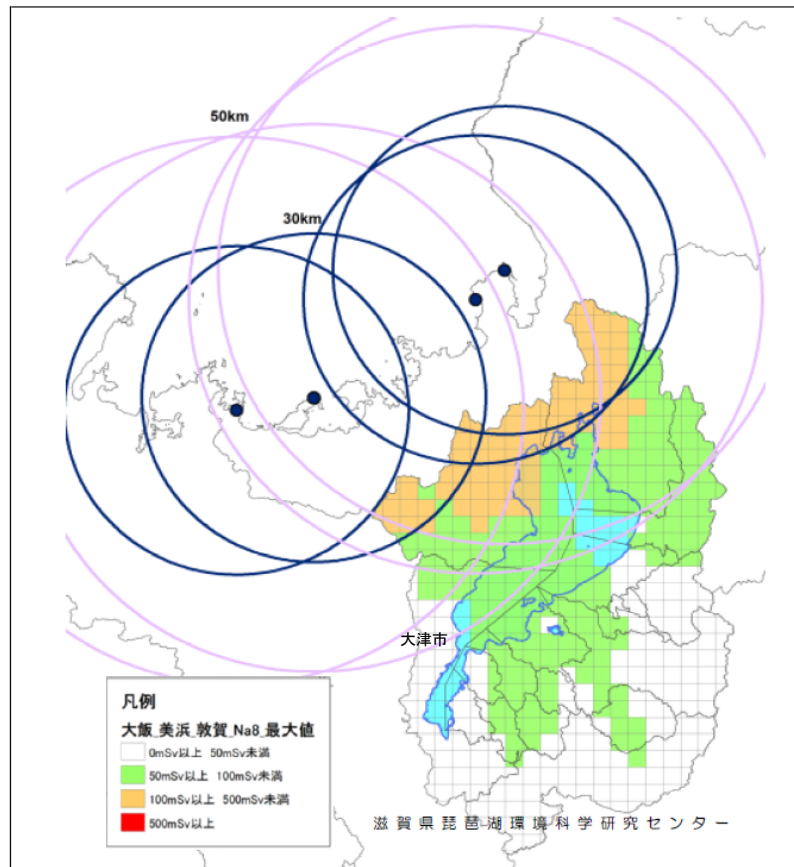 50km
30km
大津市
凡例
大飯_美浜_敦賀_Na8_最大値
0mSv以上 50mSv未満
50mSv以上 100mSv未満
100mSv以上 500mSv未満
500mSv以上
滋賀県琵琶湖環境科学研究センター